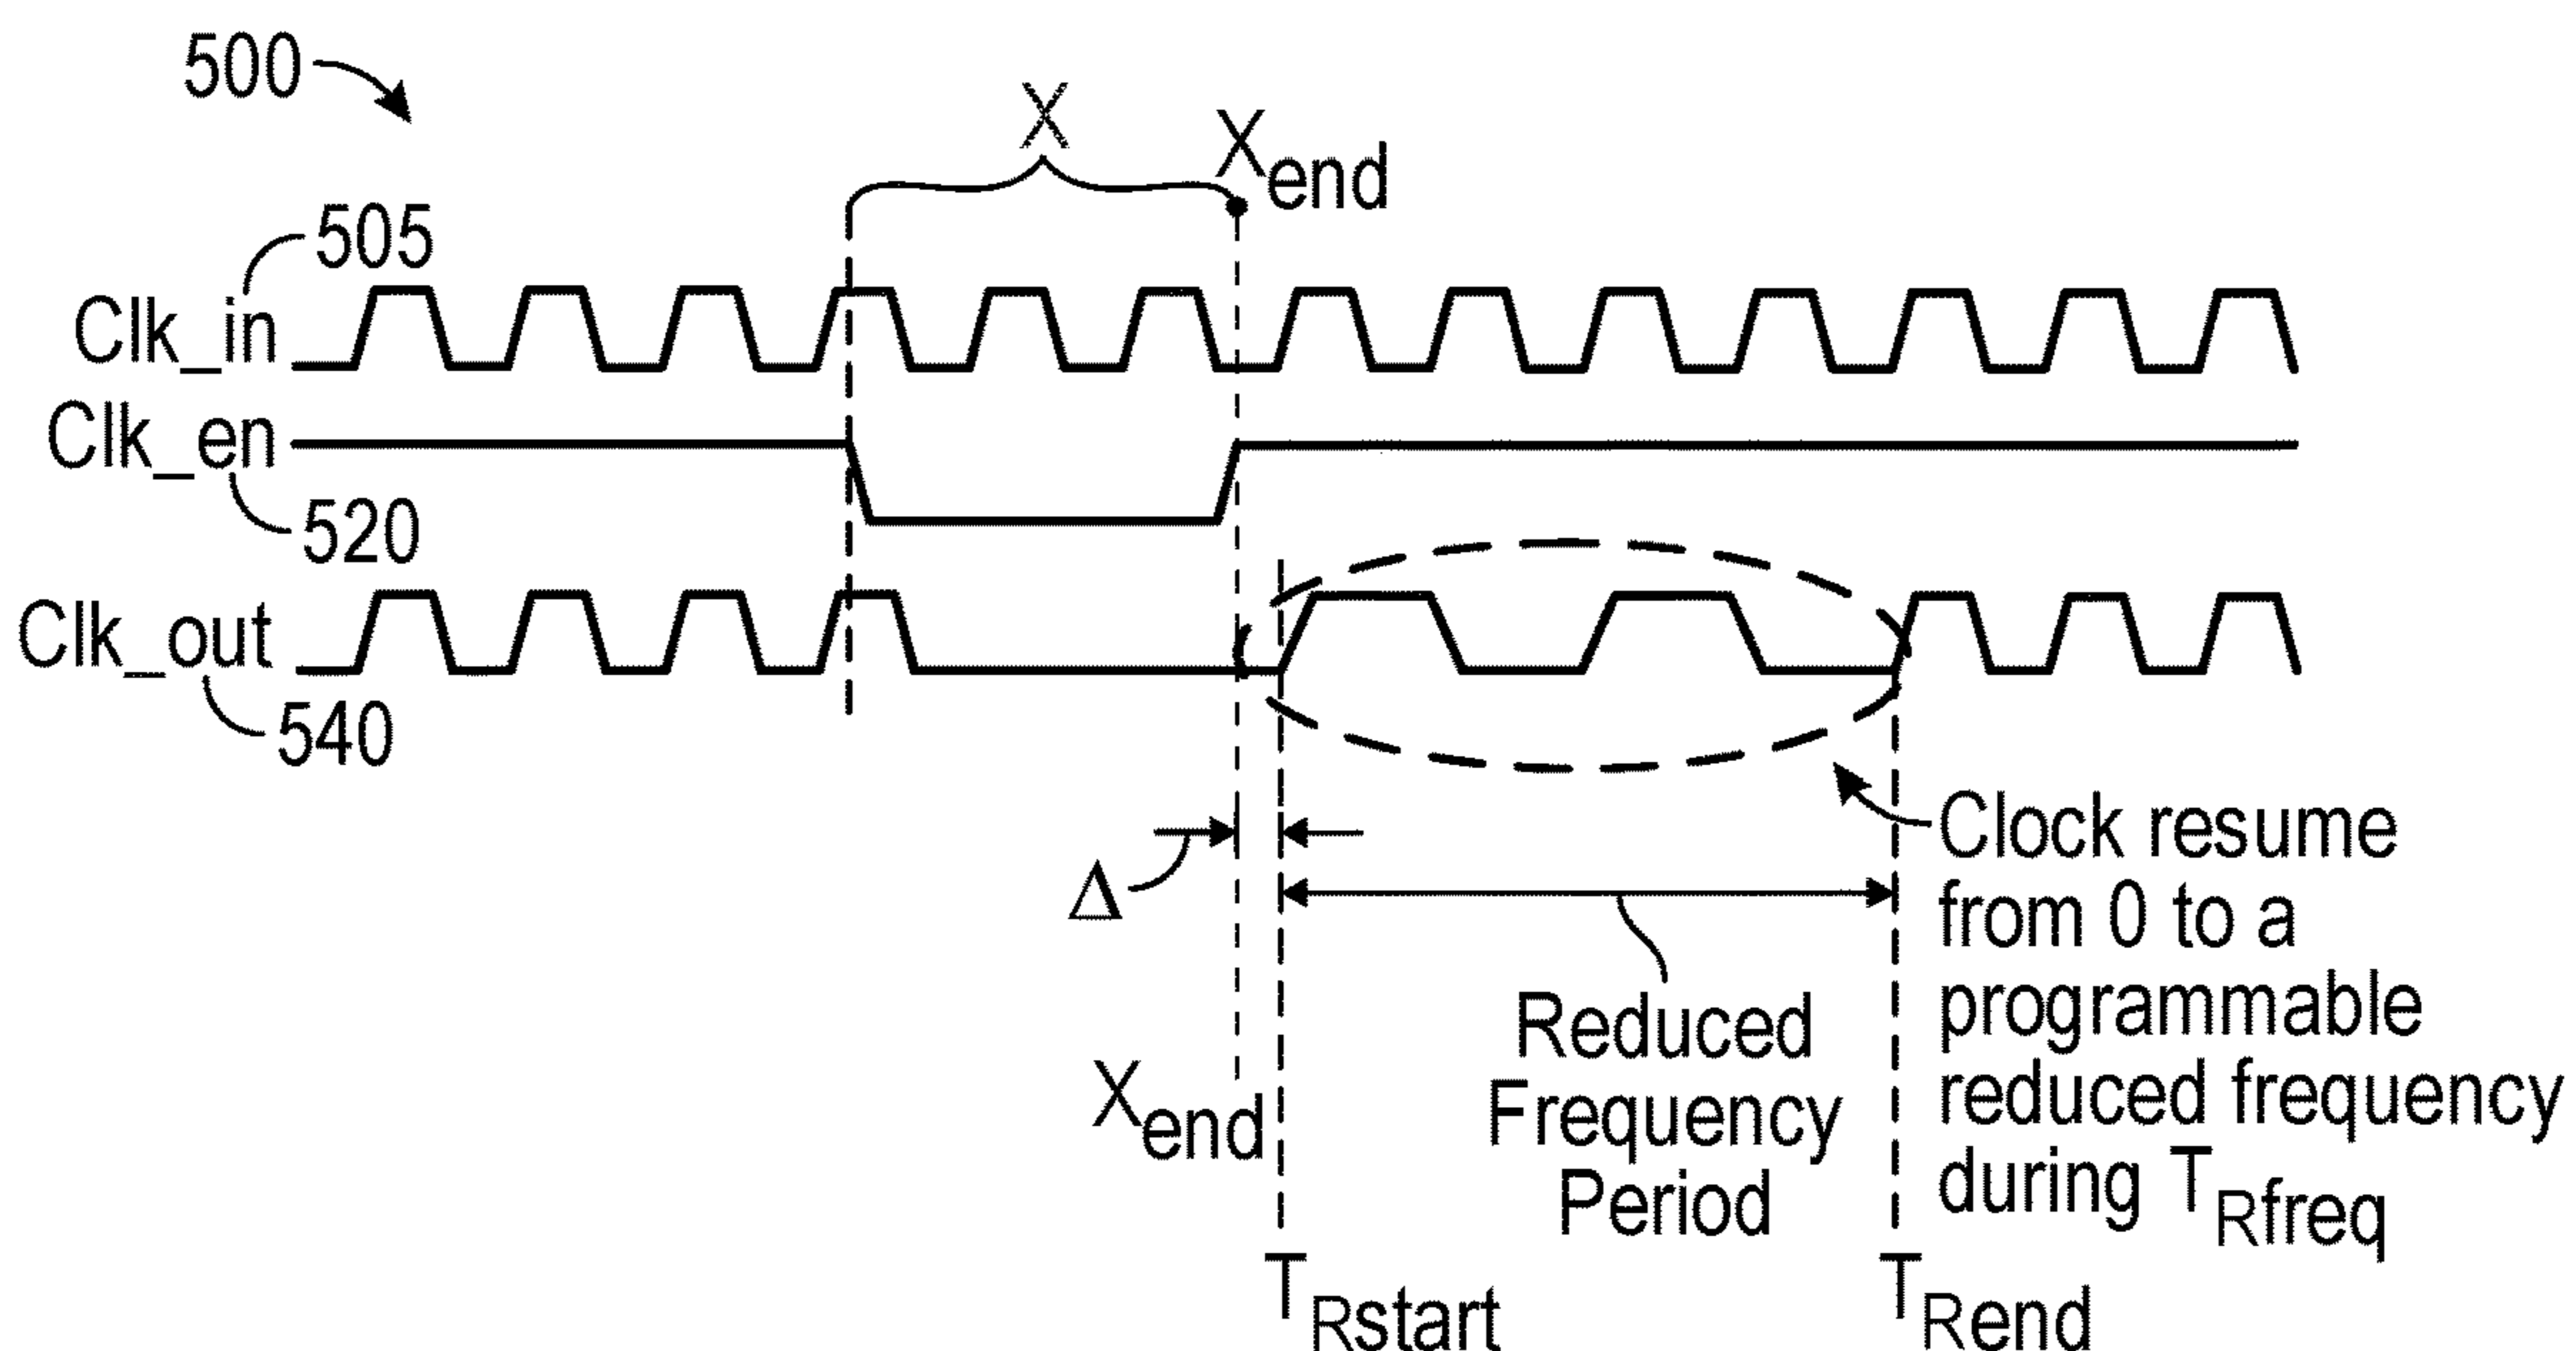 500
X
Xend
505
Clk_in
Clk_en
520
Clk_out
540
Δ
Clock resume
from 0 to a
programmable
reduced frequency
during TRfreq
Reduced
Frequency
Period
Xend
TRstart
TRend